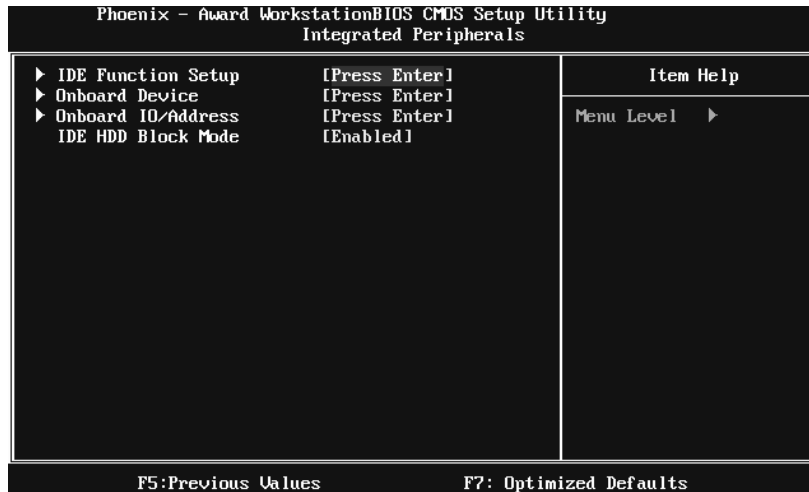 Phoenix - Award WorkstationBIOS CMOS Setup Utility
Integrated Peripherals
IDE Function Setup [Press Enter]
Onboard Device [Press Enter]
Onboard IO/Address [Press Enter]
IDE HDD Block Mode [Enabled]
Item Help
Menu Level
F5:Previous Values F7: Optimized Defaults